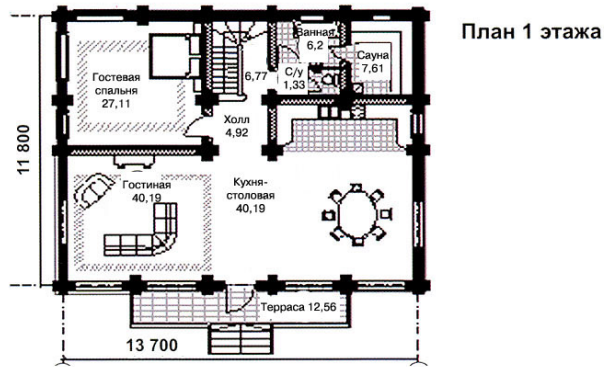 План 1 этажа
Ванная
6,2
Сауна
7,61
Гостевая
спальня
27,11
6,77
С/у
1,33
Холл
4,92
11 800
Гостиная
40,19
Кухня-
столовая
40,19
Терраса 12,56
13 700